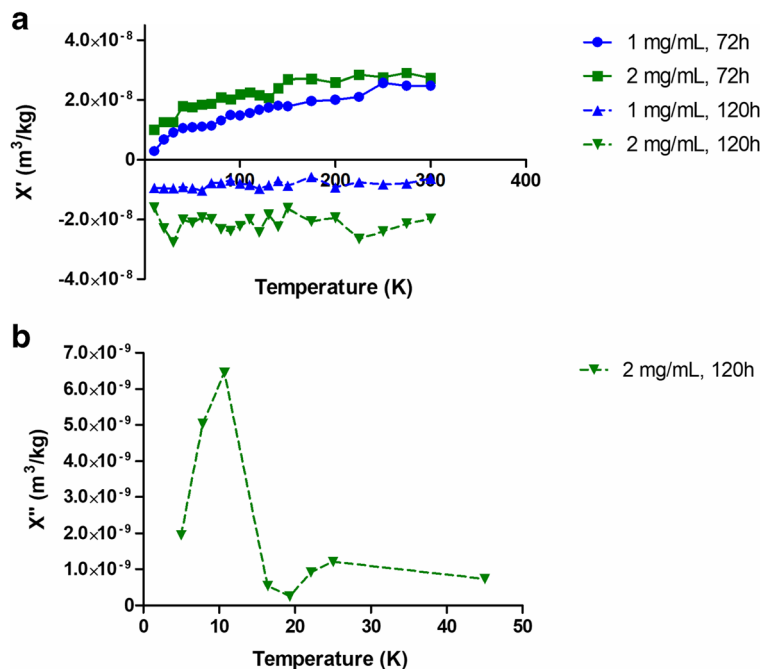 a
4.0×10⁻⁸
2.0×10⁻⁸
0
-2.0×10⁻⁸
-4.0×10⁻⁸
X' (m³/kg)
100
200
300
400
Temperature (K)
1 mg/mL, 72h
2 mg/mL, 72h
1 mg/mL, 120h
2 mg/mL, 120h
b
7.0×10⁻⁹
6.0×10⁻⁹
5.0×10⁻⁹
4.0×10⁻⁹
3.0×10⁻⁹
2.0×10⁻⁹
1.0×10⁻⁹
0
X" (m³/kg)
0
10
20
30
40
50
Temperature (K)
2 mg/mL, 120h